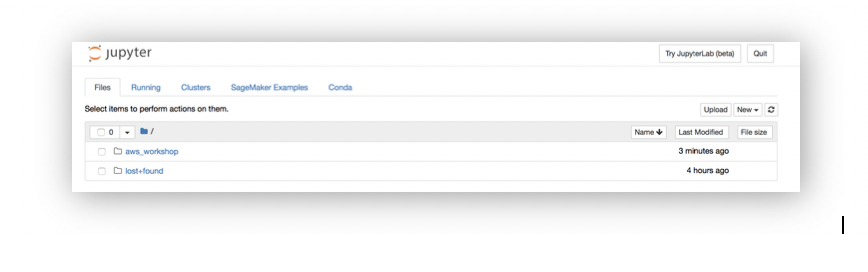 jupyter Try JupyterLab (beta) Quit
Files Running Clusters SageMaker Examples Conda
Select items to perform actions on them. Upload New
0 / Name Last Modified File size
aws_workshop 3 minutes ago
lost+found 4 hours ago